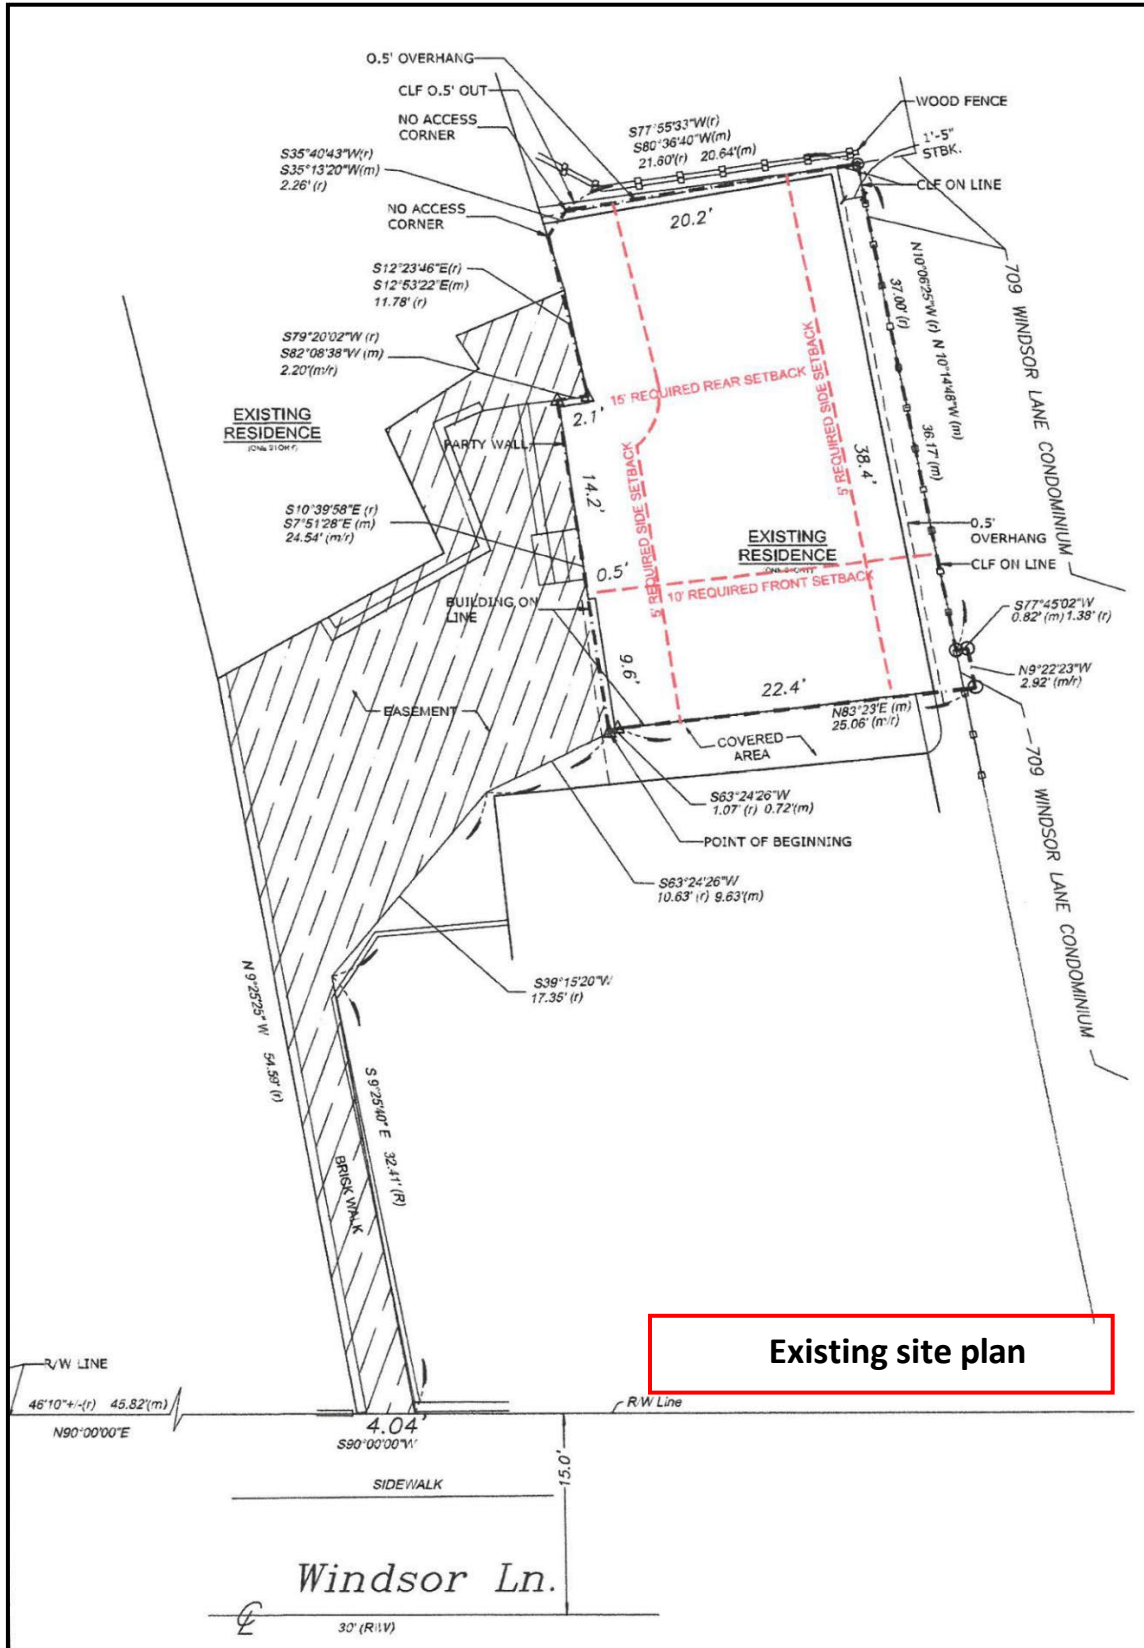 0.5' OVERHANG
CLF 0.5' OUT
NO ACCESS
CORNER
S35°40'43"W(r)
S35°13'20"W(m)
2.26' (r)
NO ACCESS
CORNER
S12°23'46"E(r)
S12°53'22"E(m)
11.78' (r)
S79°20'02"W (r)
S82°08'38"W (m)
2.20'(m/r)
S77°55'33"W(r)
S80°36'40"W(m)
21.60'(r) 20.64'(m)
WOOD FENCE
1'-5"
STBK.
CLF ON LINE
20.2'
N10°06'25"W (r) N 10°14'48"W (m)
37.00' (r)
36.17' (m)
709 WINDSOR LANE CONDOMINIUM
EXISTING
RESIDENCE
(ONE STORY)
2.1'
PARTY WALL
14.2'
15' REQUIRED REAR SETBACK
5' REQUIRED SIDE SETBACK
5' REQUIRED SIDE SETBACK
38.4'
S10°39'58"E (r)
S7°51'28"E (m)
24.54' (m/r)
0.5'
BUILDING ON
LINE
EXISTING
RESIDENCE
(ONE STORY)
10' REQUIRED FRONT SETBACK
0.5'
OVERHANG
CLF ON LINE
S77°45'02"W
0.82' (m) 1.38' (r)
N9°22'23"W
2.92' (m/r)
9.6'
22.4'
N83°23'E (m)
25.06' (m/r)
EASEMENT
COVERED
AREA
S63°24'26"W
1.07' (r) 0.72'(m)
POINT OF BEGINNING
S63°24'26"W
10.63' (r) 9.63'(m)
709 WINDSOR LANE CONDOMINIUM
S39°15'20"W
17.35' (r)
N 9°25'25" W 54.59' (r)
S 9°25'40" E 32.41' (R)
BRISK WALK
Existing site plan
R/W LINE
46'10"+/-(r) 45.82'(m)
N90°00'00"E
R/W Line
4.04'
S90°00'00"W
15.0'
SIDEWALK
Windsor Ln.
30' (R\W)